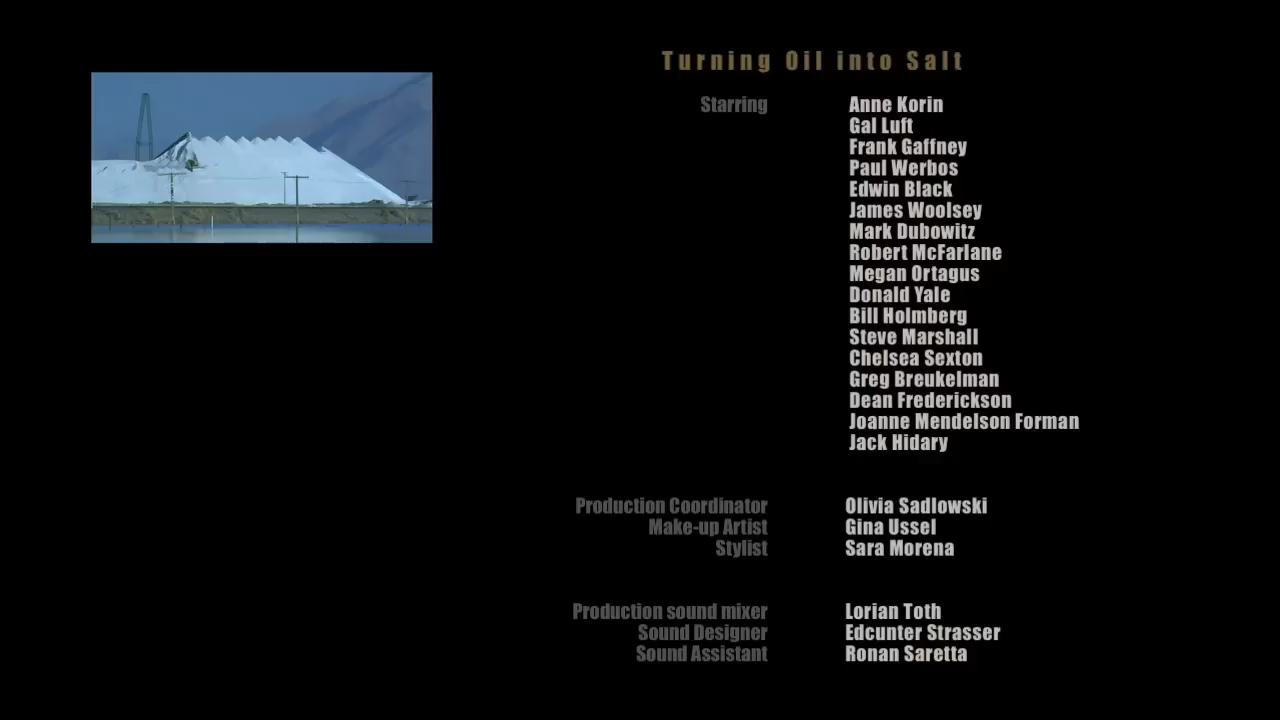 Turning Oil into Salt
Starring Anne Korin
Gal Luft
Frank Gaffney
Paul Werbos
Edwin Black
James Woolsey
Mark Dubowitz
Robert McFarlane
Megan Ortagus
Donald Yale
Bill Holmberg
Steve Marshall
Chelsea Sexton
Greg Breukelman
Dean Frederickson
Joanne Mendelson Forman
Jack Hidary
Production Coordinator Olivia Sadlowski
Make-up Artist Gina Ussel
Stylist Sara Morena
Production sound mixer Lorian Toth
Sound Designer Edcunter Strasser
Sound Assistant Ronan Saretta